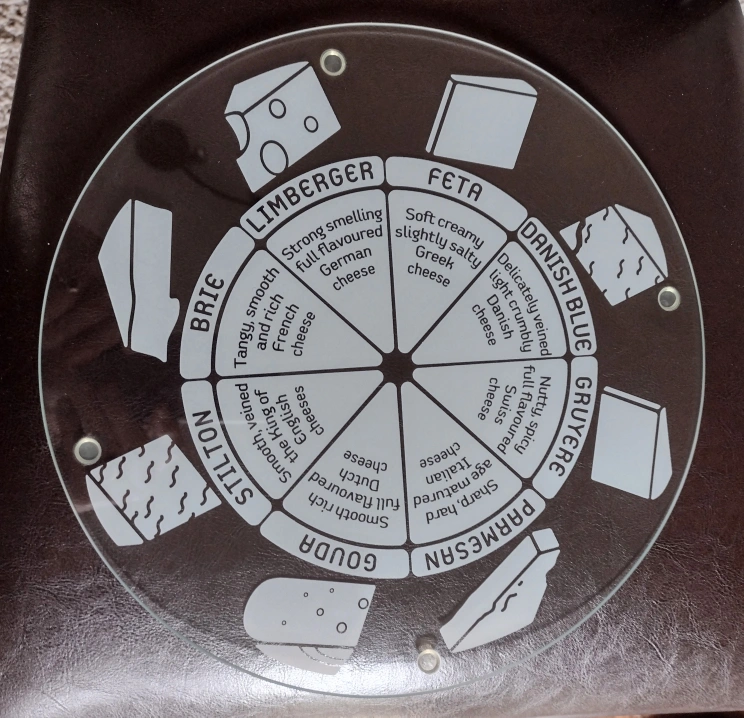 LIMBERGER
Strong smelling
full flavoured
German
cheese
FETA
Soft creamy
slightly salty
Greek
cheese
DANISH BLUE
Delicately veined
light crumbly
Danish
cheese
GRUYERE
Nutty, spicy
full flavoured
Swiss
cheese
PARMESAN
Sharp, hard
age matured
Italian
cheese
GOUDA
Smooth rich
full flavoured
Dutch
cheese
STILTON
Smooth, veined
the King of
English
cheeses
BRIE
Tangy, smooth
and rich
French
cheese